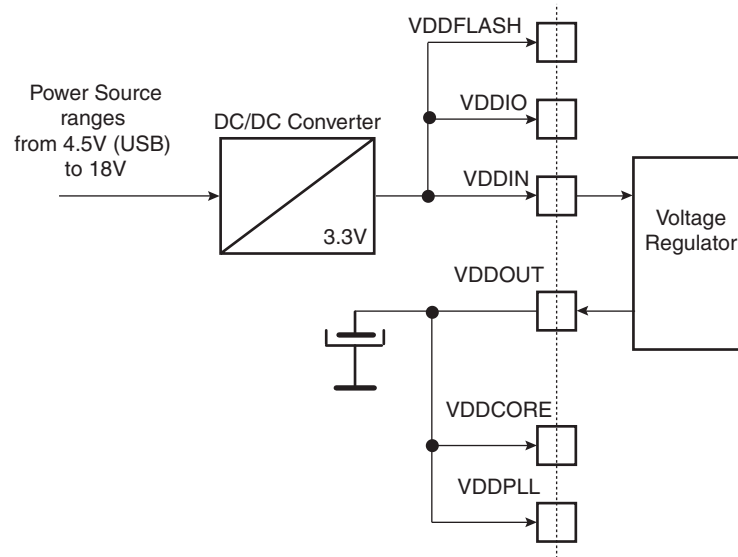 VDDFLASH
Power Source
ranges
from 4.5V (USB)
to 18V
DC/DC Converter
3.3V
VDDIO
VDDIN
Voltage
Regulator
VDDOUT
VDDCORE
VDDPLL